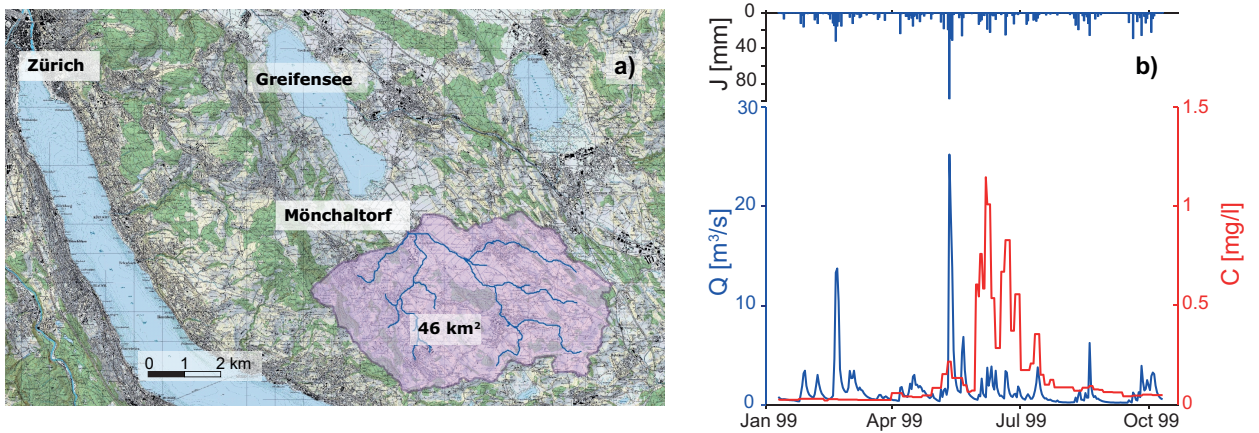 Zürich
Greifensee
a)
Mönchaltorf
46 km²
0 1 2 km
b)
J [mm]
0
40
80
Q [m³/s]
30
20
10
0
C [mg/l]
1.5
1
0.5
0
Jan 99 Apr 99 Jul 99 Oct 99